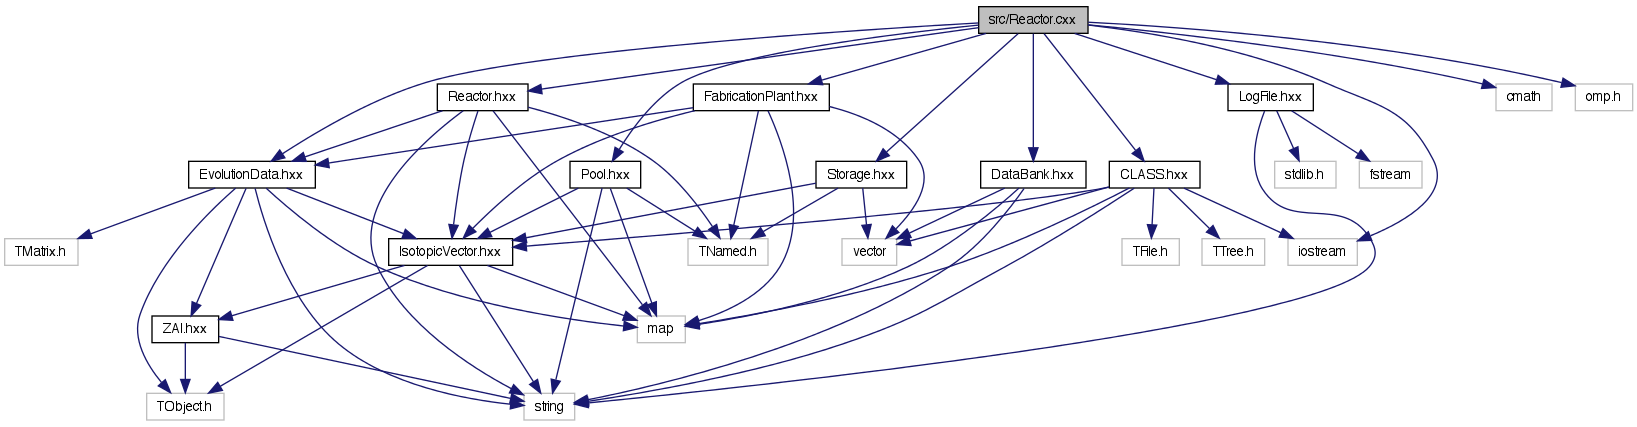 src/Reactor.cxx
Reactor.hxx
FabricationPlant.hxx
LogFile.hxx
cmath
omp.h
EvolutionData.hxx
Pool.hxx
Storage.hxx
DataBank.hxx
CLASS.hxx
stdlib.h
fstream
TMatrix.h
IsotopicVector.hxx
TNamed.h
vector
TFile.h
TTree.h
iostream
ZAI.hxx
map
TObject.h
string